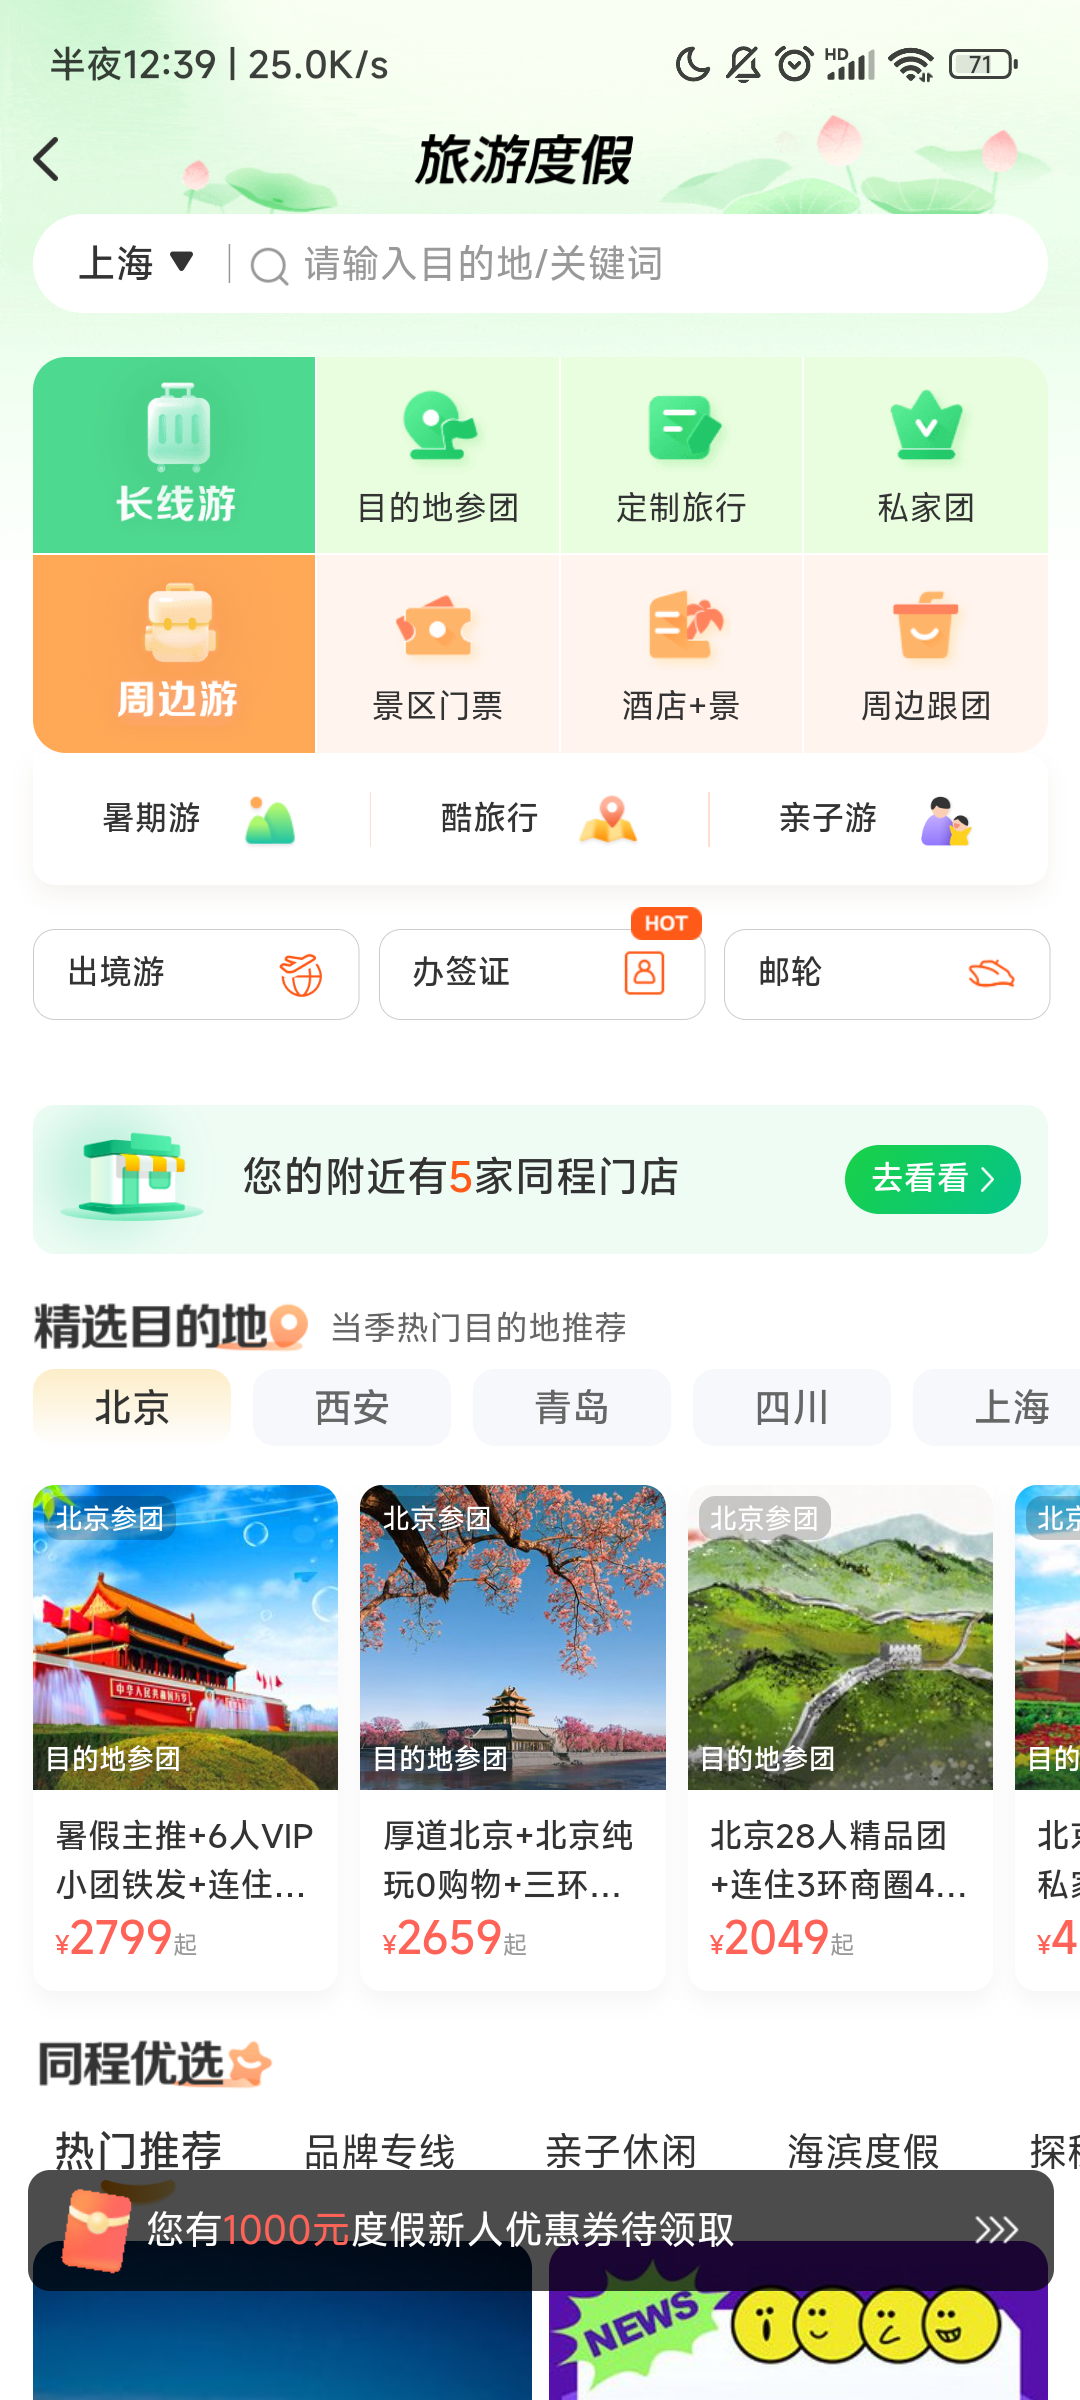 半夜12:39 | 25.0K/s
HD
71
旅游度假
上海
请输入目的地/关键词
长线游
目的地参团
定制旅行
私家团
周边游
景区门票
酒店+景
周边跟团
暑期游
酷旅行
亲子游
HOT
出境游
办签证
邮轮
您的附近有5家同程门店
去看看
精选目的地
当季热门目的地推荐
北京
西安
青岛
四川
上海
北京参团
北京参团
北京参团
北京
中华人民共和国万岁
目的地参团
目的地参团
目的地参团
目的
暑假主推+6人VIP
小团铁发+连住...
¥2799起
厚道北京+北京纯
玩0购物+三环...
¥2659起
北京28人精品团
+连住3环商圈4...
¥2049起
北京
私家
¥4
同程优选
热门推荐
品牌专线
亲子休闲
海滨度假
探秘
您有1000元度假新人优惠券待领取
NEWS